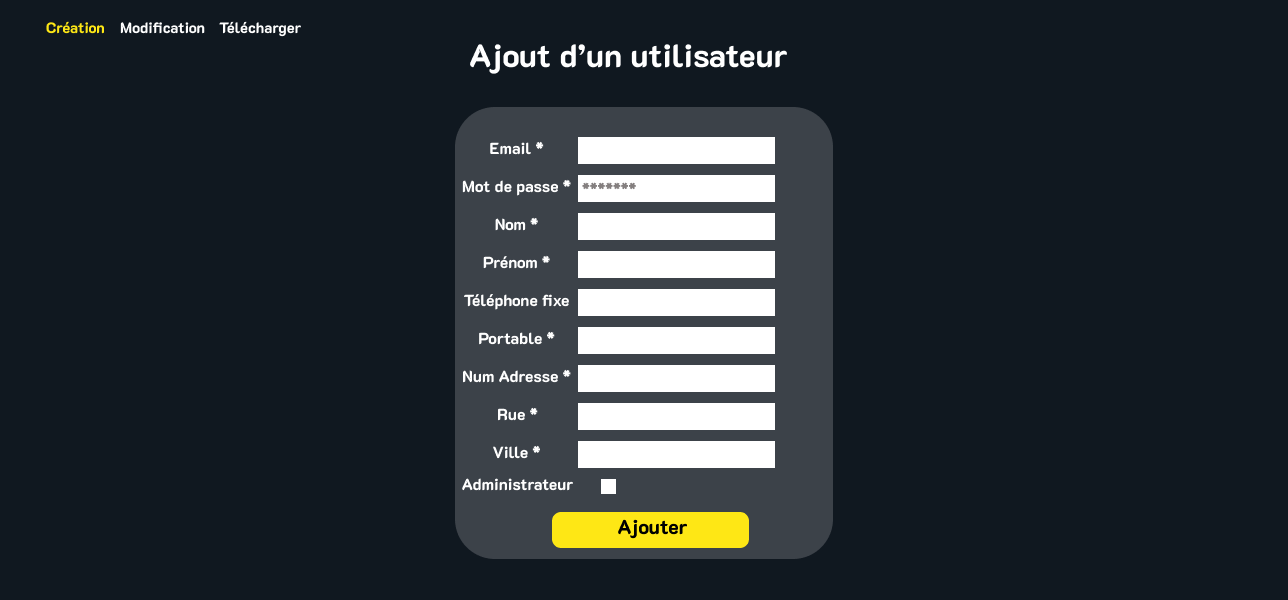 Création Modification Télécharger
Ajout d’un utilisateur
Email *
Mot de passe * *******
Nom *
Prénom *
Téléphone fixe
Portable *
Num Adresse *
Rue *
Ville *
Administrateur
Ajouter